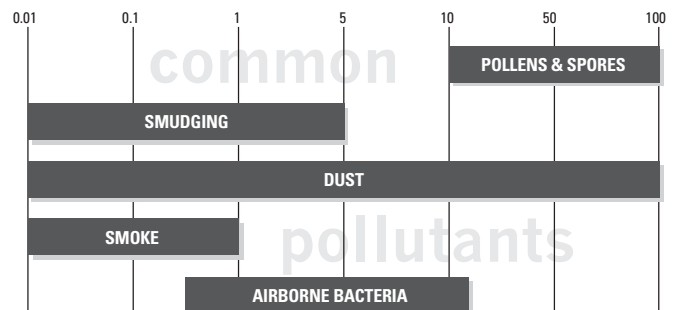 0.01 0.1 1 5 10 50 100
common
POLLENS & SPORES
SMUDGING
DUST
SMOKE
pollutants
AIRBORNE BACTERIA